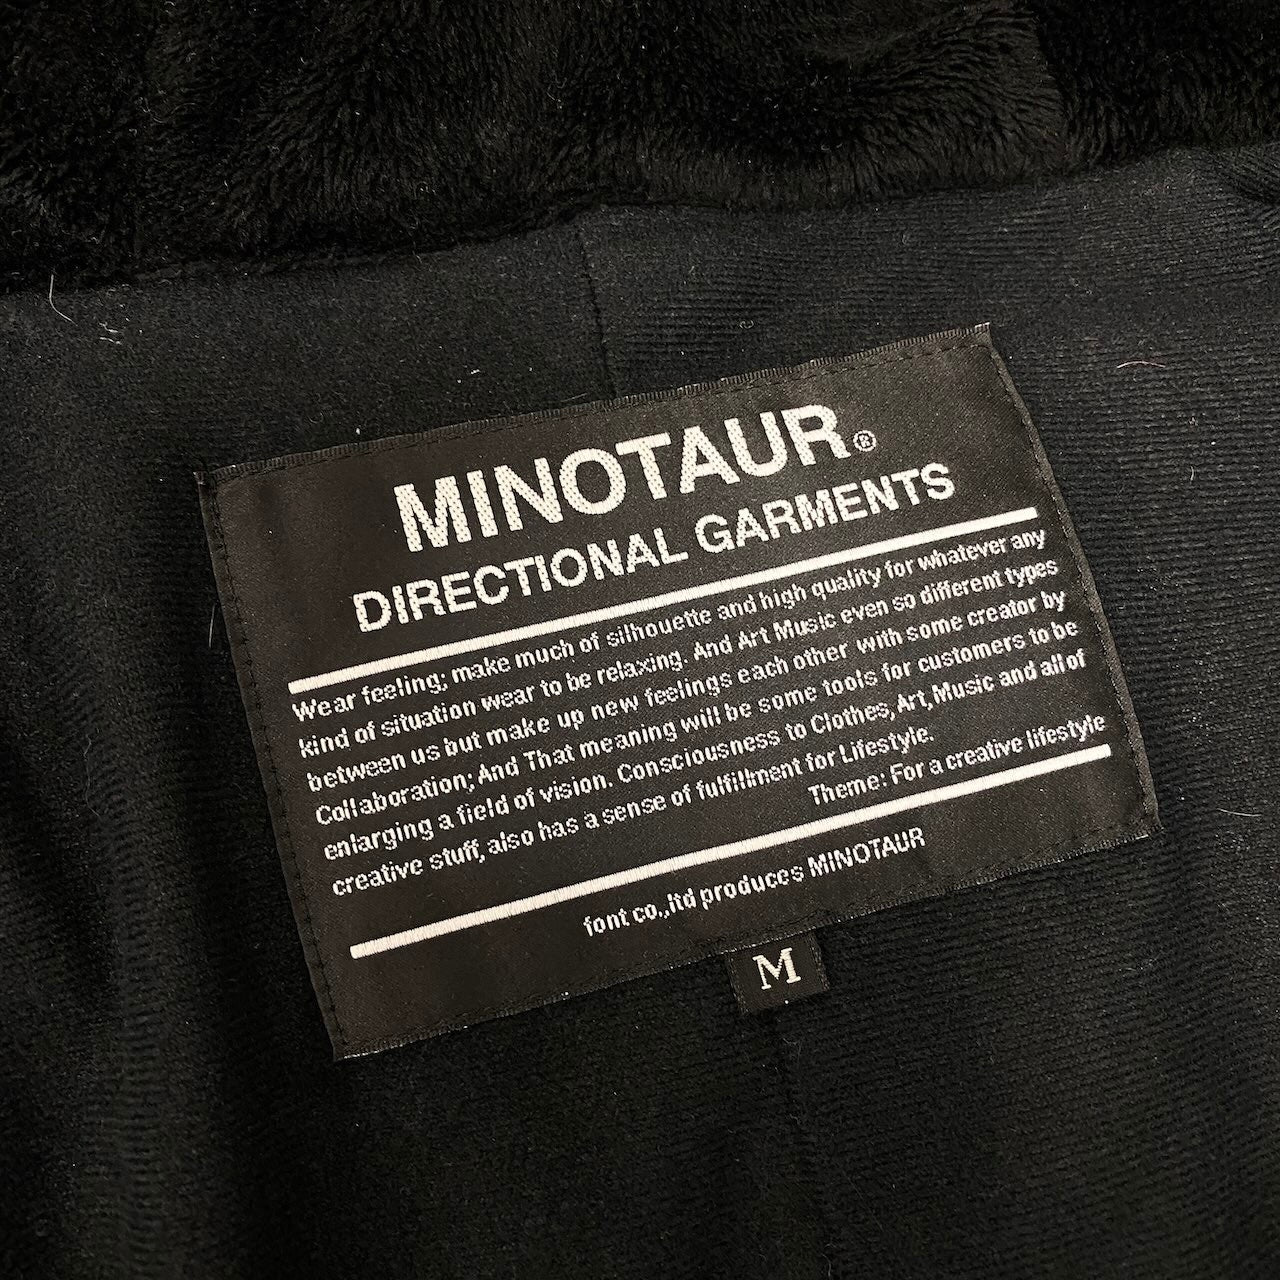 MINOTAUR®
DIRECTIONAL GARMENTS
Wear feeling; make much of silhouette and high quality for whatever any
kind of situation wear to be relaxing. And Art Music even so different types
between us but make up new feelings each other with some creator by
Collaboration; And That meaning will be some tools for customers to be
enlarging a field of vision. Consciousness to Clothes, Art, Music and all of
creative stuff, also has a sense of fulfillment for Lifestyle.
Theme: For a creative lifestyle
font co.,ltd produces MINOTAUR
M